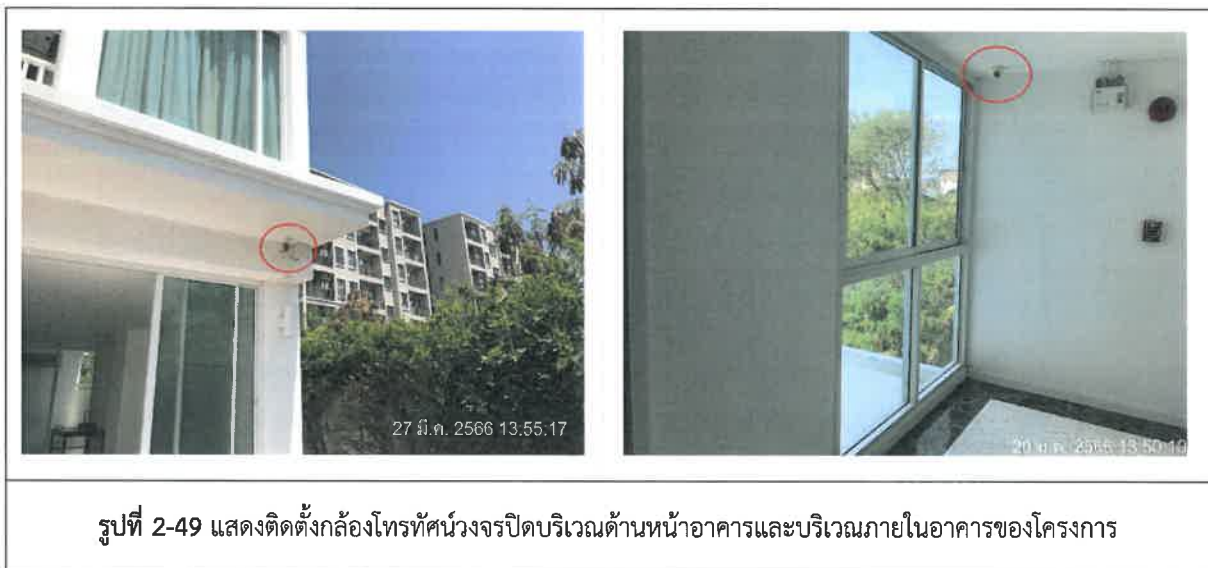 27 มี.ค. 2566 13:55:17
2566 13:50:10
รูปที่ 2-49 แสดงติดตั้งกล้องโทรทัศน์วงจรปิดบริเวณด้านหน้าอาคารและบริเวณภายในอาคารของโครงการ